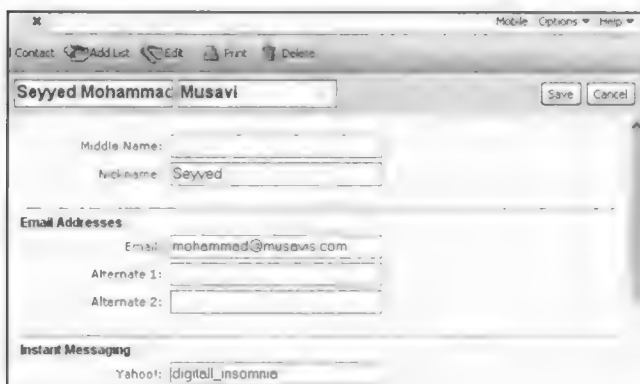 Mobile Options Help
Contact Add List Edit Print Delete
Seyyed Mohammad Musavi
Save Cancel
Middle Name:
Nickname Seyyed
Email Addresses
Email: mohammad@musavis.com
Alternate 1:
Alternate 2:
Instant Messaging
Yahoo!: digitall_insomnia